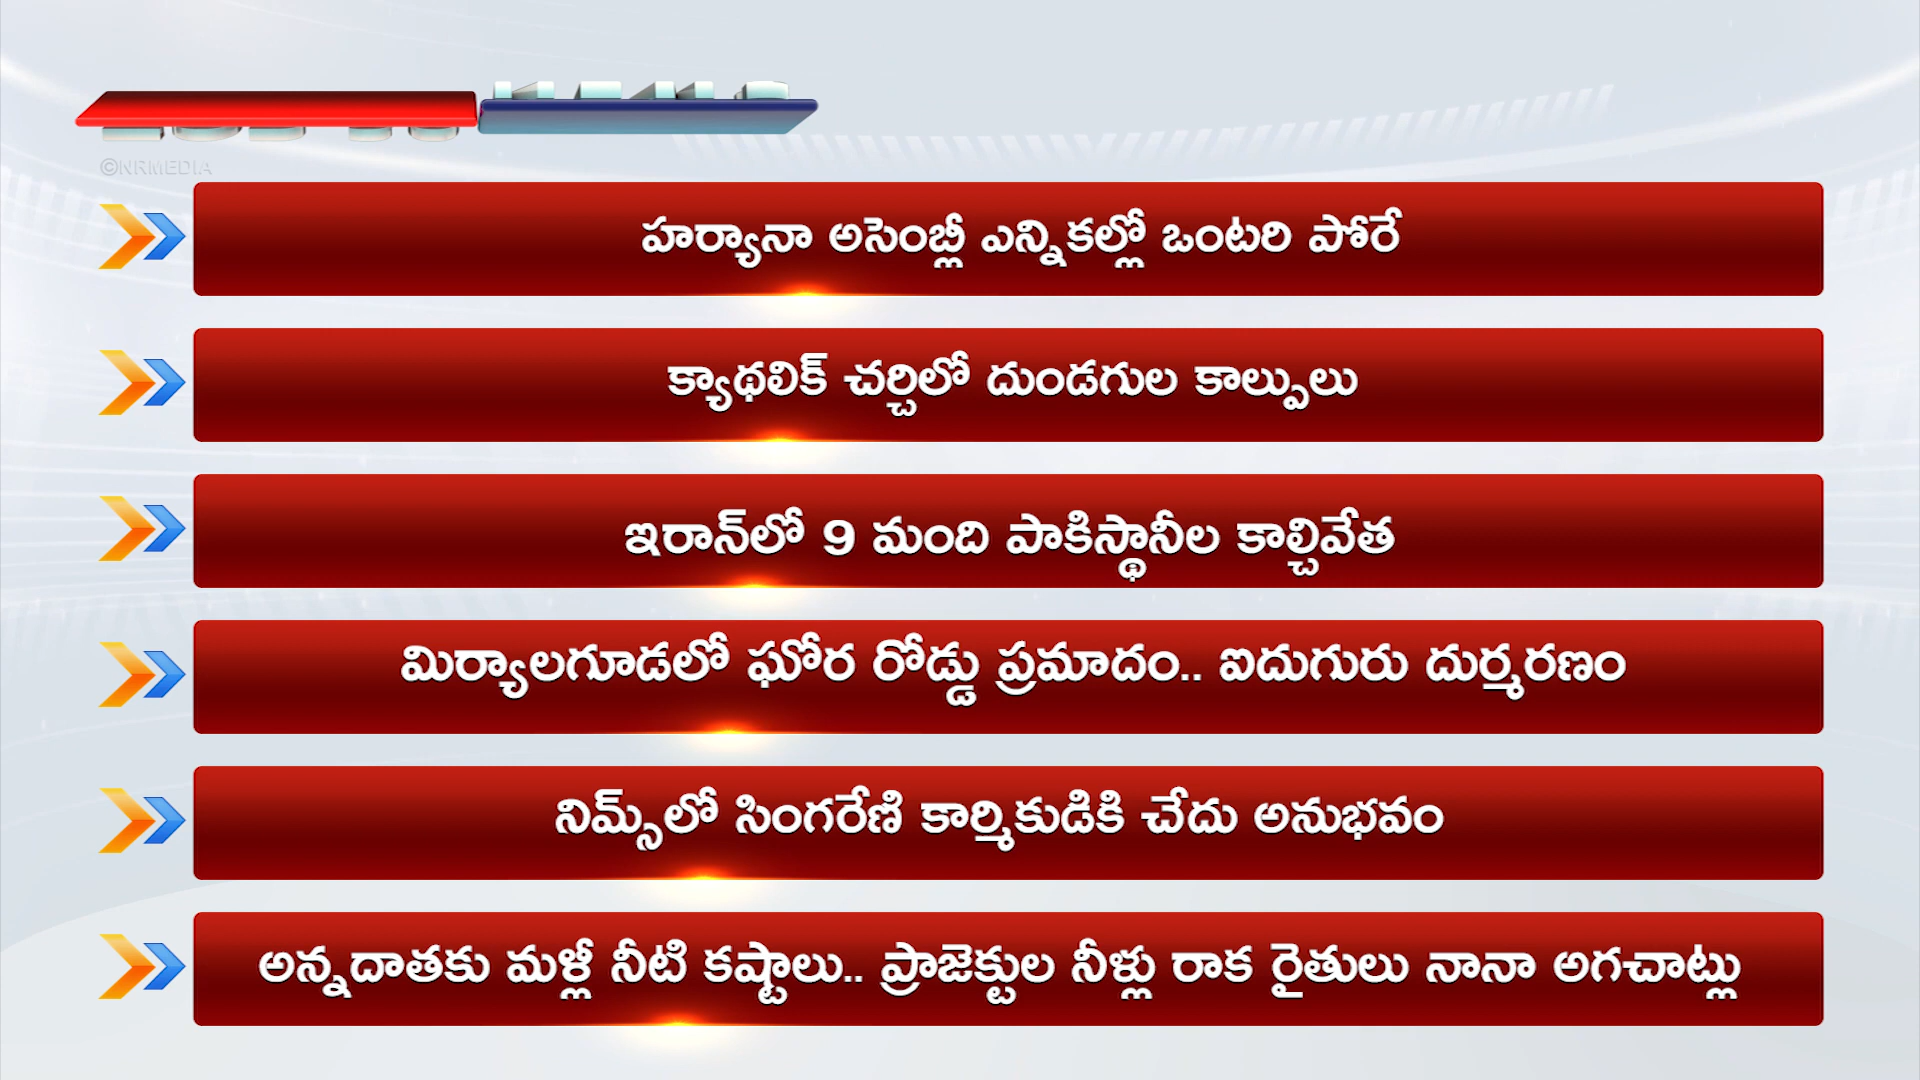 ©NRMEDIA
హర్యానా అసెంబ్లీ ఎన్నికల్లో ఒంటరి పోరే
క్యాథలిక్ చర్చిలో దుండగుల కాల్పులు
ఇరాన్‌లో 9 మంది పాకిస్థానీల కాల్చివేత
మిర్యాలగూడలో ఘోర రోడ్డు ప్రమాదం.. ఐదుగురు దుర్మరణం
నిమ్స్‌లో సింగరేణి కార్మికుడికి చేదు అనుభవం
అన్నదాతకు మళ్లీ నీటి కష్టాలు.. ప్రాజెక్టుల నీళ్లు రాక రైతులు నానా అగచాట్లు